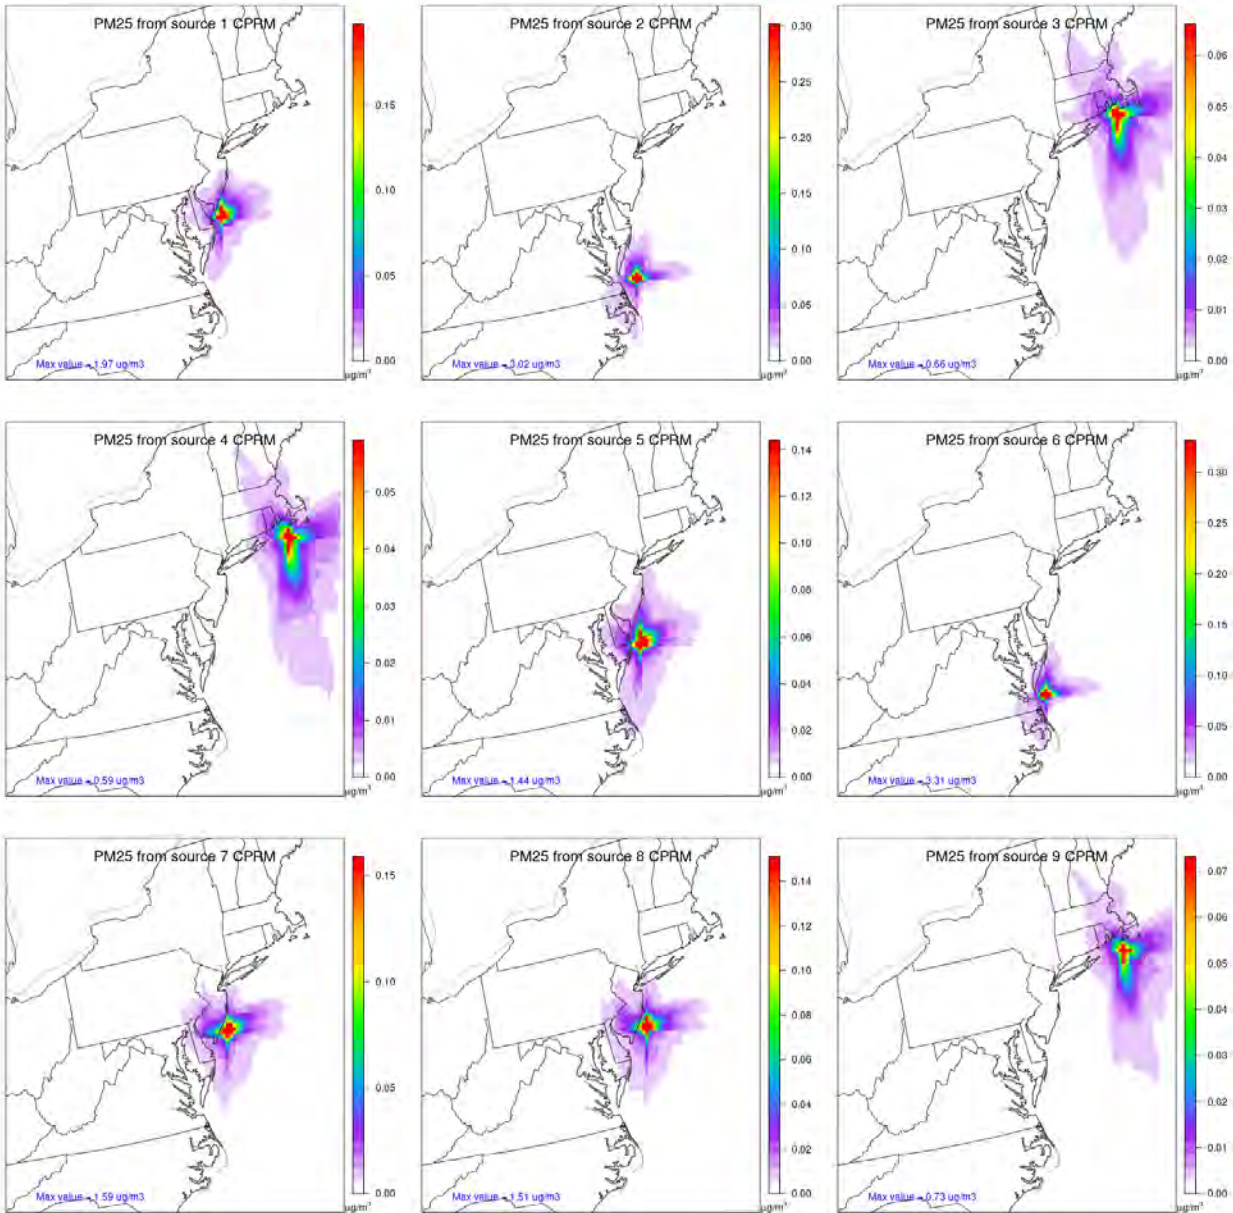 PM25 from source 1 CPRM
0.15
0.10
0.05
0.00
µg/m³
Max value = 1.97 ug/m3
PM25 from source 2 CPRM
0.30
0.25
0.20
0.15
0.10
0.05
0.00
µg/m³
Max value = 3.02 ug/m3
PM25 from source 3 CPRM
0.06
0.05
0.04
0.03
0.02
0.01
0.00
µg/m³
Max value = 0.66 ug/m3
PM25 from source 4 CPRM
0.05
0.04
0.03
0.02
0.01
0.00
µg/m³
Max value = 0.59 ug/m3
PM25 from source 5 CPRM
0.14
0.12
0.10
0.08
0.06
0.04
0.02
0.00
µg/m³
Max value = 1.44 ug/m3
PM25 from source 6 CPRM
0.30
0.25
0.20
0.15
0.10
0.05
0.00
µg/m³
Max value = 3.31 ug/m3
PM25 from source 7 CPRM
0.15
0.10
0.05
0.00
µg/m³
Max value = 1.59 ug/m3
PM25 from source 8 CPRM
0.14
0.12
0.10
0.08
0.06
0.04
0.02
0.00
µg/m³
Max value = 1.51 ug/m3
PM25 from source 9 CPRM
0.07
0.06
0.05
0.04
0.03
0.02
0.01
0.00
µg/m³
Max value = 0.73 ug/m3